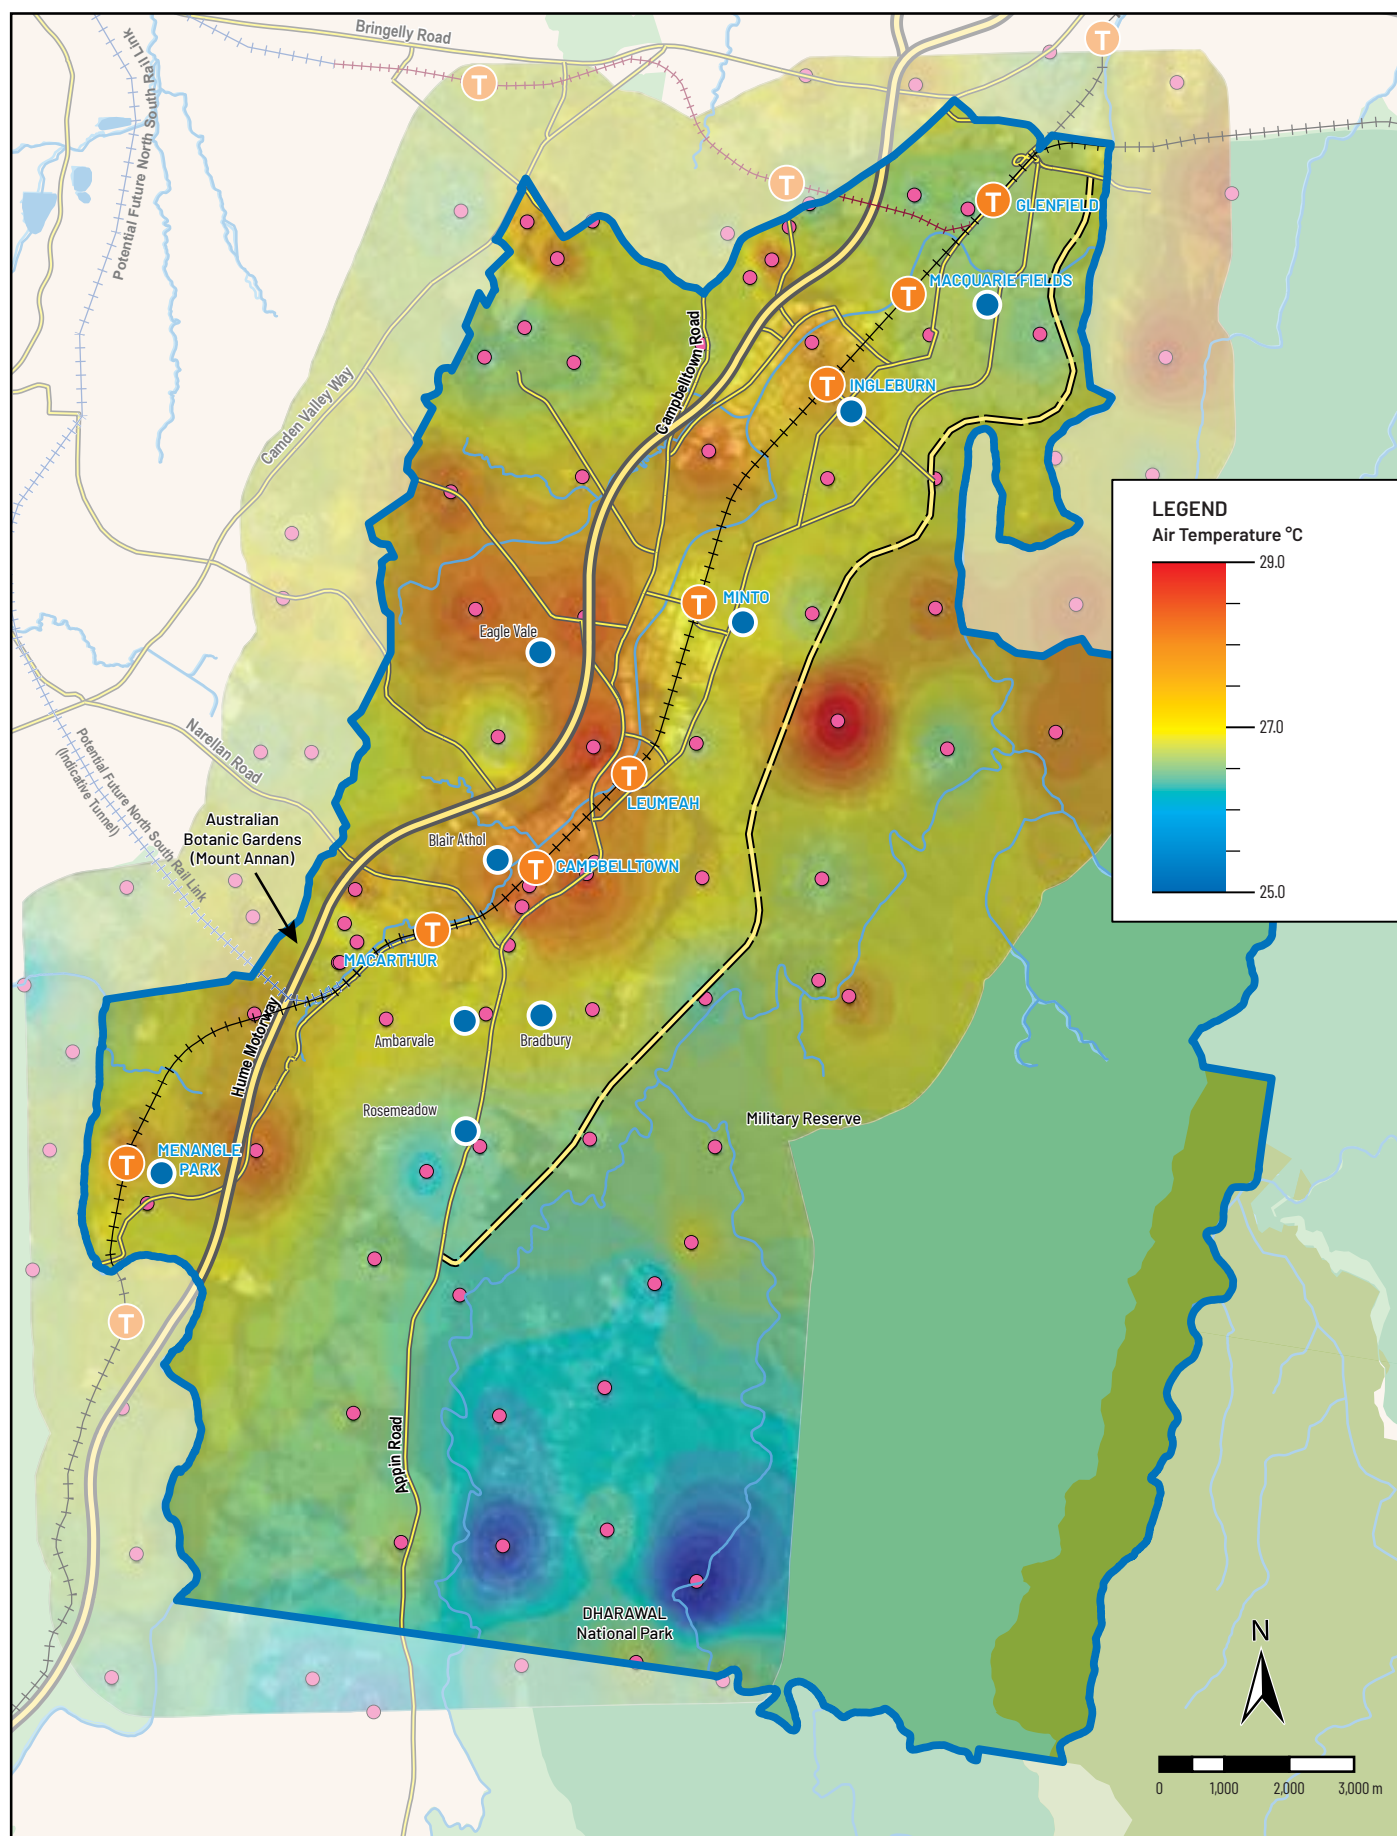 Bringelly Road
Potential Future North South Rail Link
T
T
T
T
GLENFIELD
T
MACQUARIE FIELDS
Campbelltown Road
Camden Valley Way
T
INGLEBURN
LEGEND
Air Temperature °C
29.0
27.0
25.0
T
MINTO
Eagle Vale
Narellan Road
Potential Future North South Rail Link
(Indicative Tunnel)
T
LEUMEAH
Australian
Botanic Gardens
(Mount Annan)
Blair Athol
T
CAMPBELLTOWN
T
MACARTHUR
Hume Motorway
Ambarvale
Bradbury
Rosemeadow
Military Reserve
T
MENANGLE
PARK
T
Appin Road
DHARAWAL
National Park
N
0
1,000
2,000
3,000 m